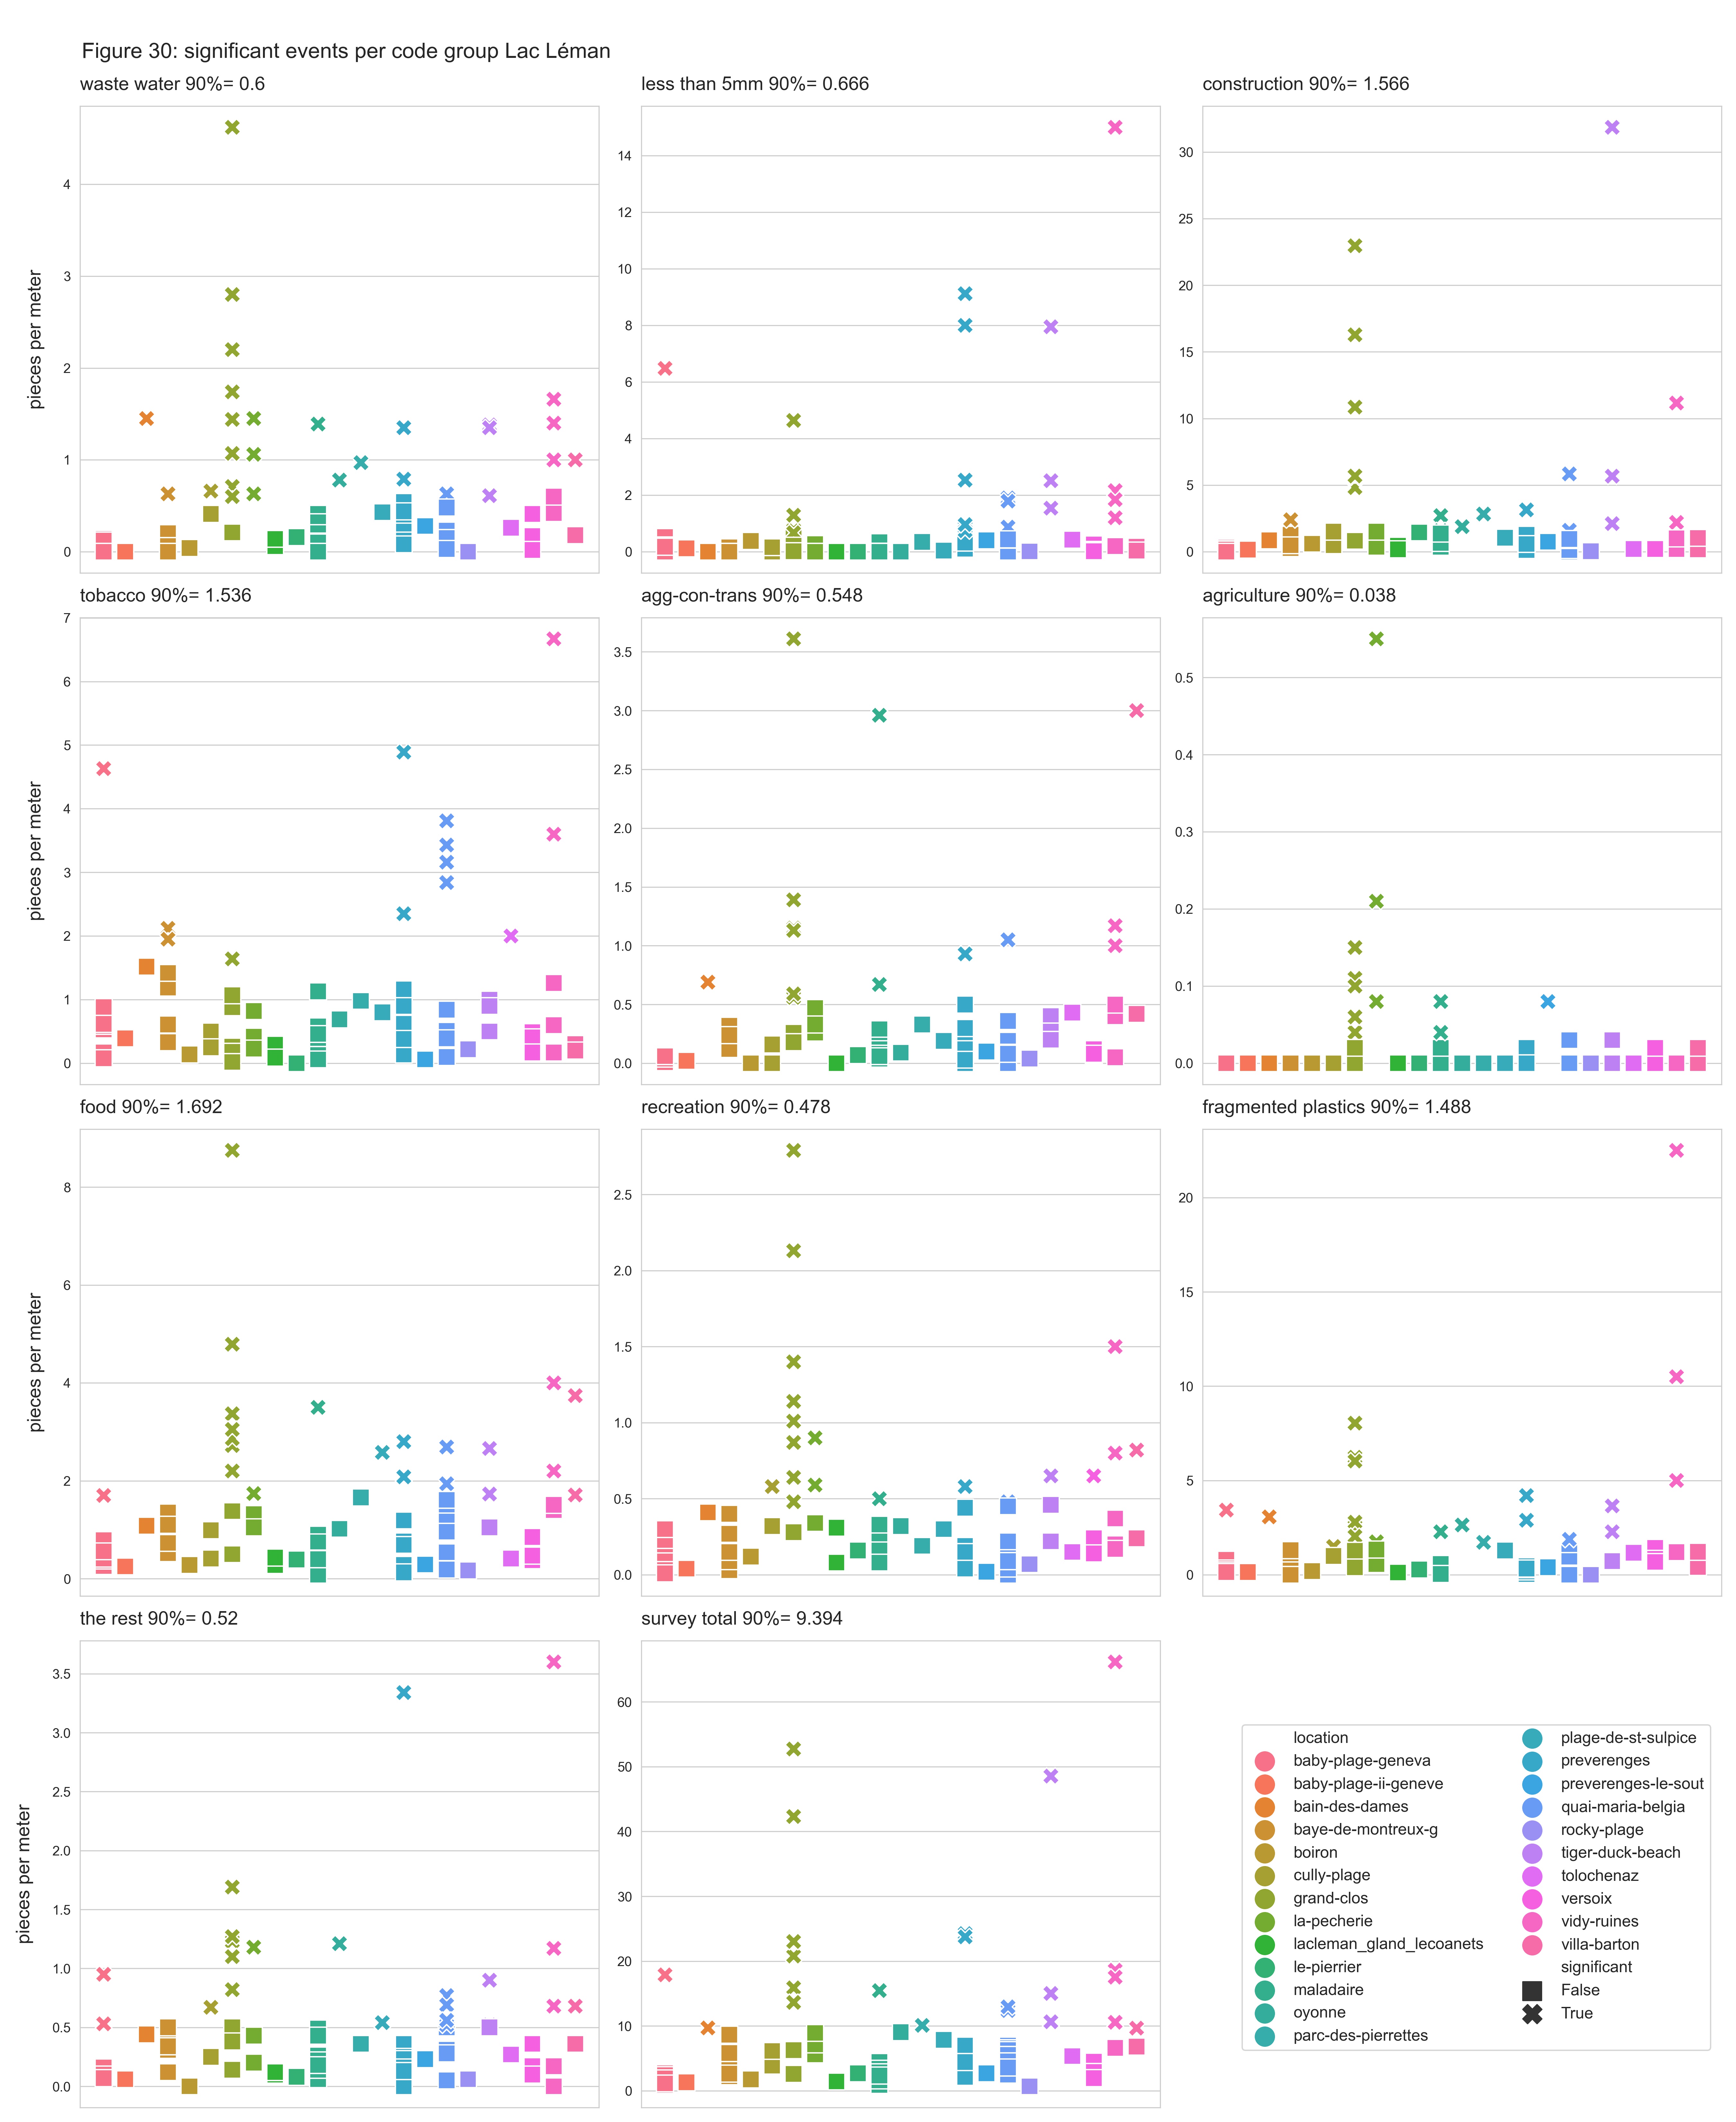 Figure 30: significant events per code group Lac Léman
waste water 90%= 0.6
less than 5mm 90%= 0.666
construction 90%= 1.566
pieces per meter
4
3
2
1
0
14
12
10
8
6
4
2
0
30
25
20
15
10
5
0
tobacco 90%= 1.536
agg-con-trans 90%= 0.548
agriculture 90%= 0.038
pieces per meter
7
6
5
4
3
2
1
0
3.5
3.0
2.5
2.0
1.5
1.0
0.5
0.0
0.5
0.4
0.3
0.2
0.1
0.0
food 90%= 1.692
recreation 90%= 0.478
fragmented plastics 90%= 1.488
pieces per meter
8
6
4
2
0
2.5
2.0
1.5
1.0
0.5
0.0
20
15
10
5
0
the rest 90%= 0.52
survey total 90%= 9.394
pieces per meter
3.5
3.0
2.5
2.0
1.5
1.0
0.5
0.0
60
50
40
30
20
10
0
location
baby-plage-geneva
baby-plage-ii-geneve
bain-des-dames
baye-de-montreux-g
boiron
cully-plage
grand-clos
la-pecherie
lacleman_gland_lecoanets
le-pierrier
maladaire
oyonne
parc-des-pierrettes
plage-de-st-sulpice
preverenges
preverenges-le-sout
quai-maria-belgia
rocky-plage
tiger-duck-beach
tolochenaz
versoix
vidy-ruines
villa-barton
significant
False
True